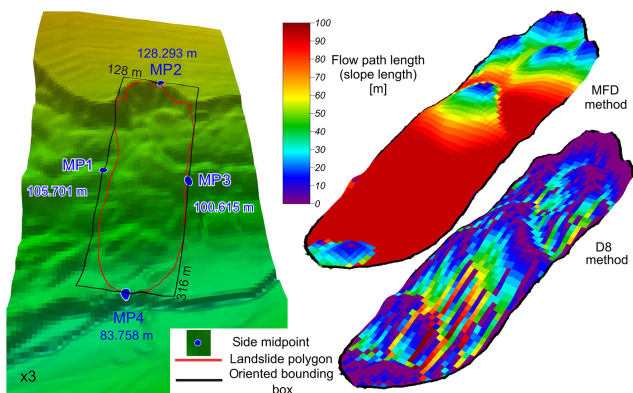 128.293 m
128 m
MP2
MP1
105.701 m
MP3
100.615 m
316 m
MP4
83.758 m
x3
Side midpoint
Landslide polygon
Oriented bounding
box
Flow path length
(slope length)
[m]
100
90
80
70
60
50
40
30
20
10
0
MFD
method
D8
method